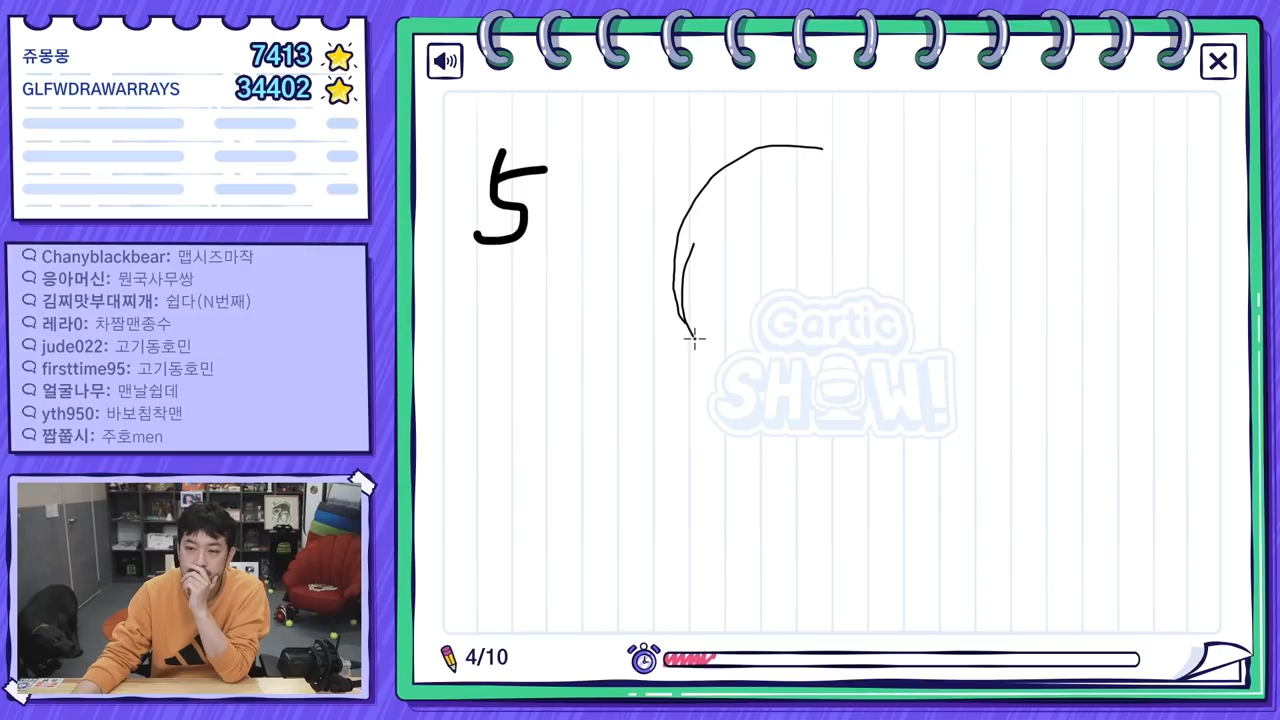 쥬몽몽 7413
GLFWDRAWARRAYS 34402
Chanyblackbear: 맵시즈마작
응아머신: 뭔국사무쌍
김찌맛부대찌개: 쉽다(N번째)
레라0: 차짬맨종수
jude022: 고기동호민
firsttime95: 고기동호민
얼굴나무: 맨날쉽데
yth950: 바보침착맨
짭쭙시: 주호men
5
Gartic
SHOW!
4/10